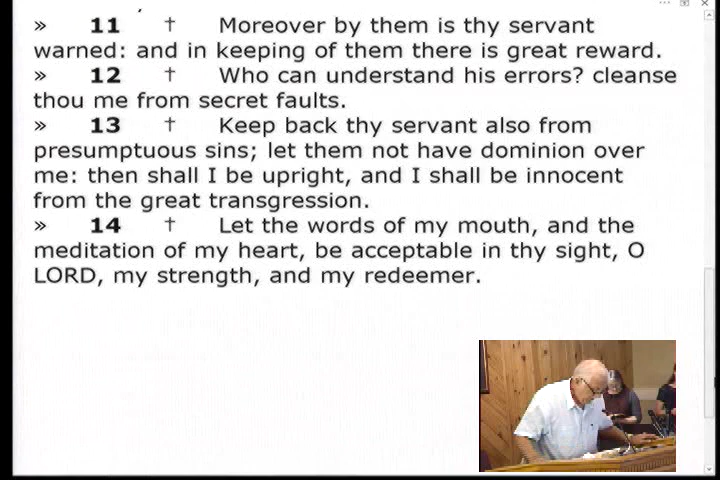 » 11 † Moreover by them is thy servant
warned: and in keeping of them there is great reward.
» 12 † Who can understand his errors? cleanse
thou me from secret faults.
» 13 † Keep back thy servant also from
presumptuous sins; let them not have dominion over
me: then shall I be upright, and I shall be innocent
from the great transgression.
» 14 † Let the words of my mouth, and the
meditation of my heart, be acceptable in thy sight, O
LORD, my strength, and my redeemer.